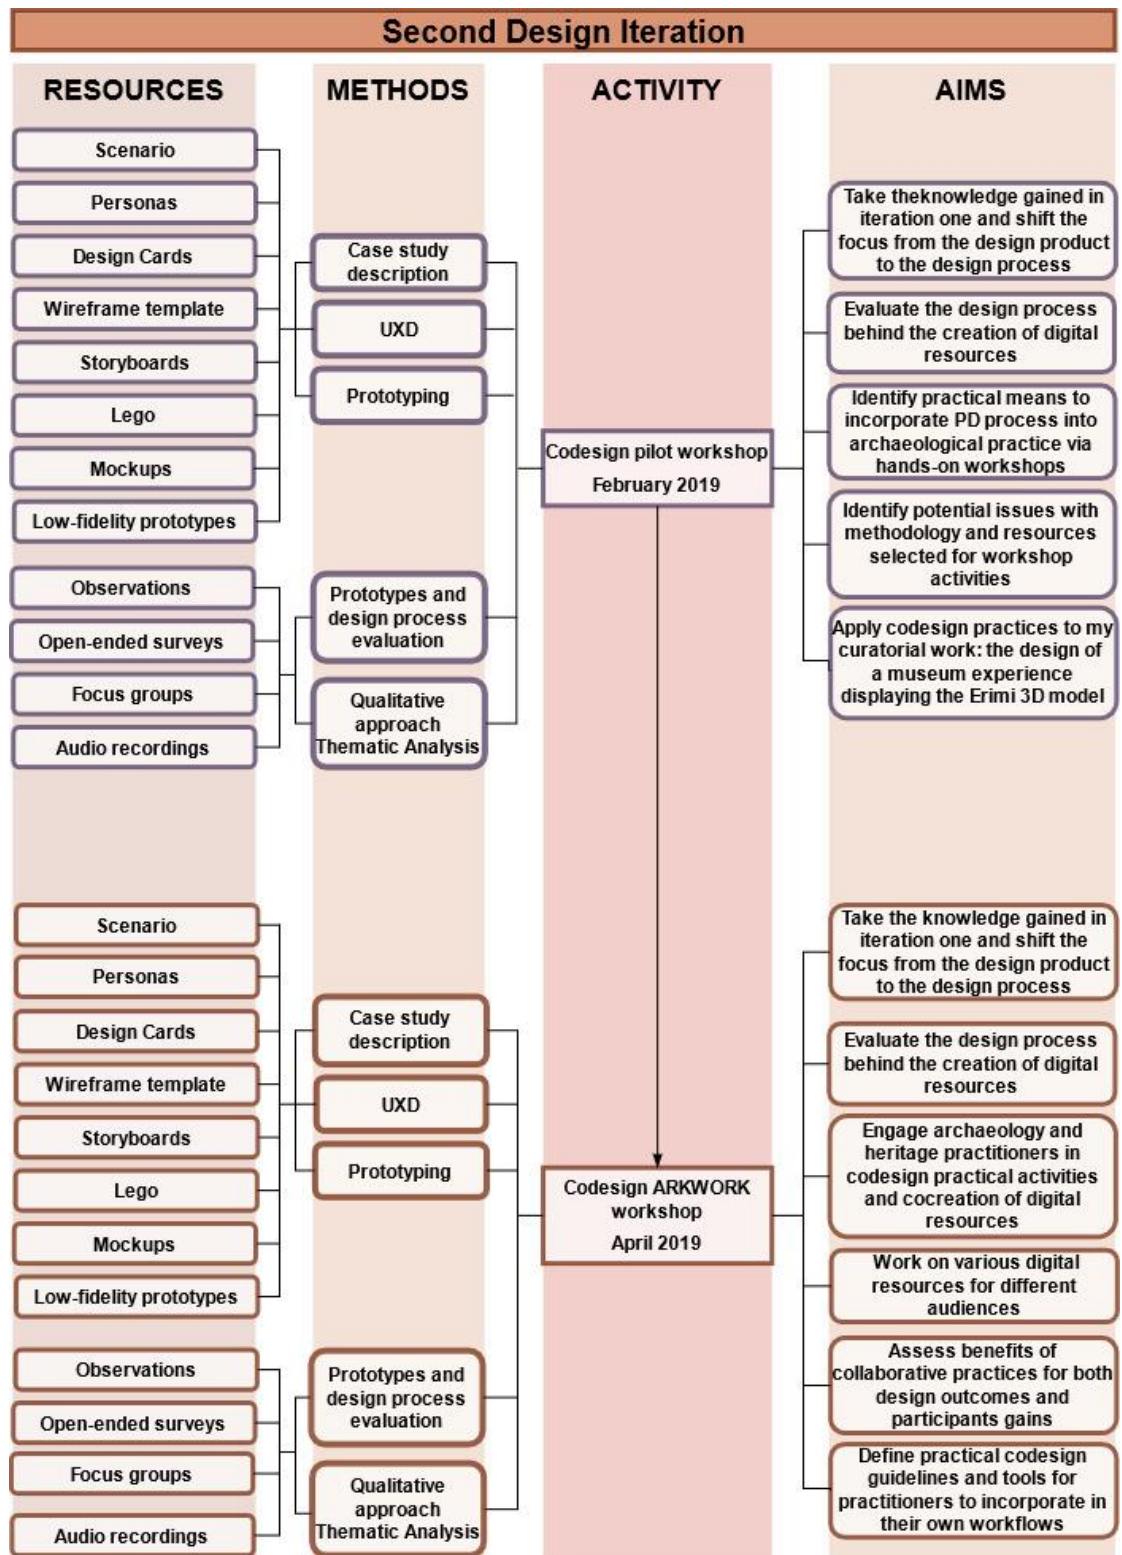 Second Design Iteration
RESOURCES
METHODS
ACTIVITY
AIMS
Scenario
Personas
Design Cards
Wireframe template
Storyboards
Lego
Mockups
Low-fidelity prototypes
Observations
Open-ended surveys
Focus groups
Audio recordings
Case study
description
UXD
Prototyping
Prototypes and
design process
evaluation
Qualitative
approach
Thematic Analysis
Codesign pilot workshop
February 2019
Take theknowledge gained in
iteration one and shift the
focus from the design product
to the design process
Evaluate the design process
behind the creation of digital
resources
Identify practical means to
incorporate PD process into
archaeological practice via
hands-on workshops
Identify potential issues with
methodology and resources
selected for workshop
activities
Apply codesign practices to my
curatorial work: the design of
a museum experience
displaying the Erimi 3D model
Scenario
Personas
Design Cards
Wireframe template
Storyboards
Lego
Mockups
Low-fidelity prototypes
Observations
Open-ended surveys
Focus groups
Audio recordings
Case study
description
UXD
Prototyping
Prototypes and
design process
evaluation
Qualitative
approach
Thematic Analysis
Codesign ARKWORK
workshop
April 2019
Take the knowledge gained in
iteration one and shift the
focus from the design product
to the design process
Evaluate the design process
behind the creation of digital
resources
Engage archaeology and
heritage practitioners in
codesign practical activities
and cocreation of digital
resources
Work on various digital
resources for different
audiences
Assess benefits of
collaborative practices for both
design outcomes and
participants gains
Define practical codesign
guidelines and tools for
practitioners to incorporate in
their own workflows